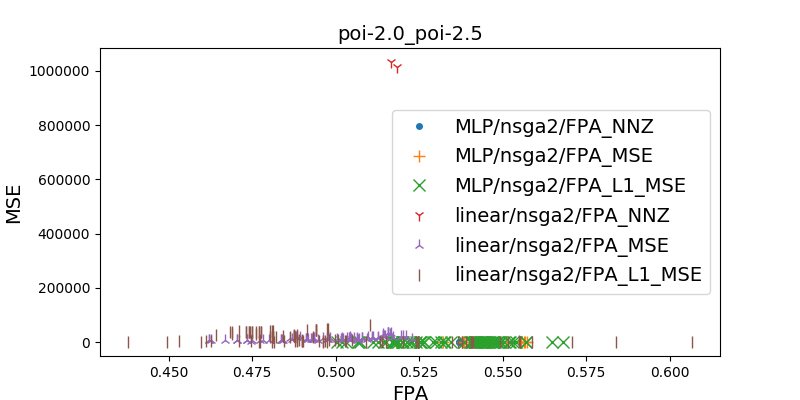 poi-2.0_poi-2.5
1000000
800000
600000
400000
200000
0
MSE
MLP/nsga2/FPA_NNZ
MLP/nsga2/FPA_MSE
MLP/nsga2/FPA_L1_MSE
linear/nsga2/FPA_NNZ
linear/nsga2/FPA_MSE
linear/nsga2/FPA_L1_MSE
0.450 0.475 0.500 0.525 0.550 0.575 0.600
FPA